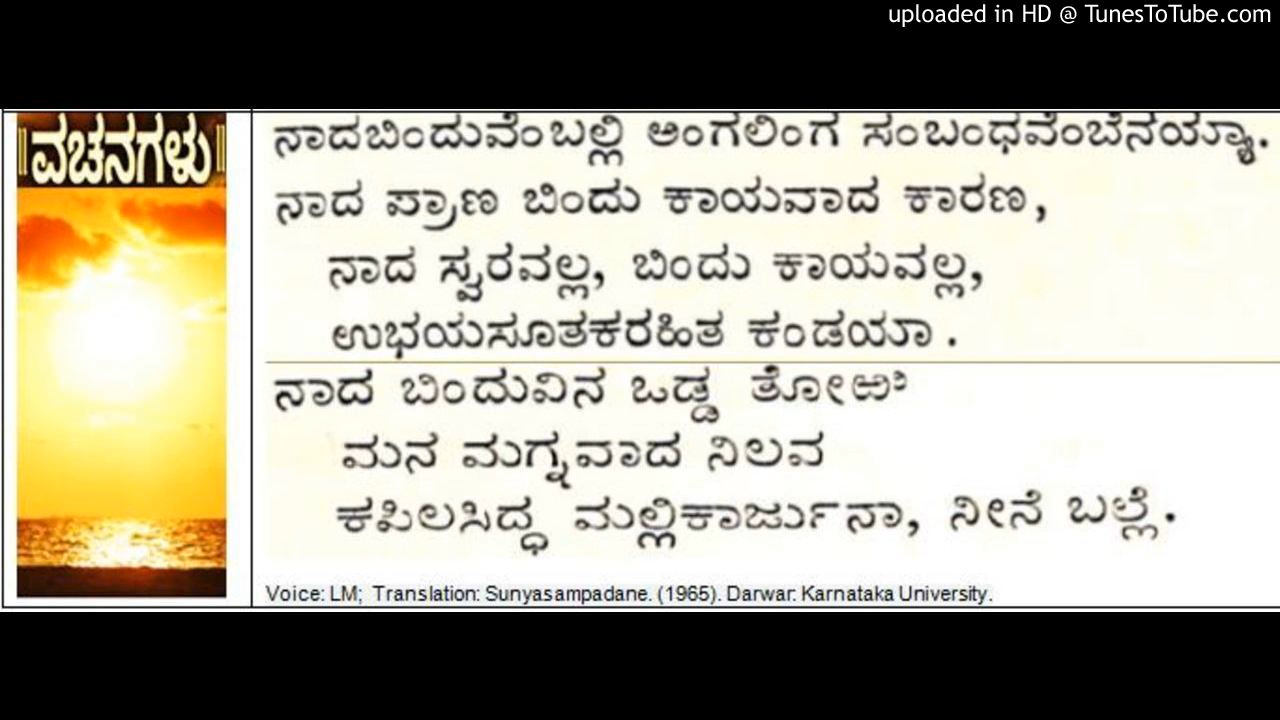 uploaded in HD @ TunesToTube.com
॥ವಚನಗಳು॥
ನಾದಬಿಂದುವೆಂಬಲ್ಲಿ ಅಂಗಲಿಂಗ ಸಂಬಂಧವೆಂಬೆನಯ್ಯಾ.
ನಾದ ಪ್ರಾಣ ಬಿಂದು ಕಾಯವಾದ ಕಾರಣ,
ನಾದ ಸ್ವರವಲ್ಲ, ಬಿಂದು ಕಾಯವಲ್ಲ,
ಉಭಯಸೂತಕರಹಿತ ಕಂಡಯಾ.
ನಾದ ಬಿಂದುವಿನ ಒಡ್ಡ ತೋಱಿ
ಮನ ಮಗ್ನವಾದ ನಿಲವ
ಕಪಿಲಸಿದ್ಧ ಮಲ್ಲಿಕಾರ್ಜುನಾ, ನೀನೆ ಬಲ್ಲೆ.
Voice: LM; Translation: Sunyasampadane. (1965). Darwar: Karnataka University.